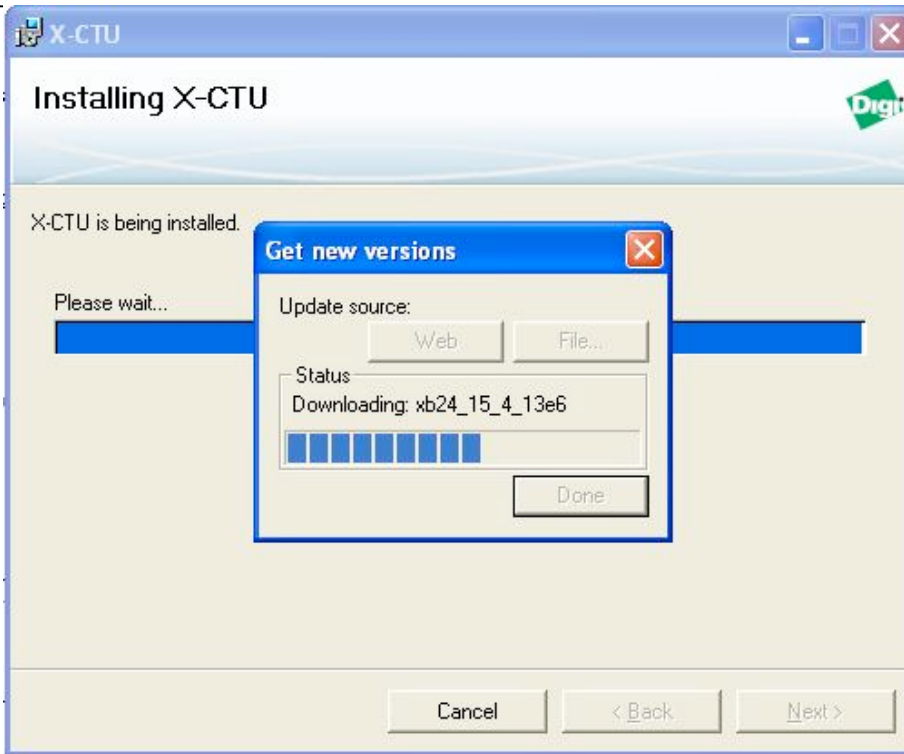 X-CTU
Installing X-CTU
Digi
X-CTU is being installed.
Please wait...
Get new versions
Update source:
Web File...
Status
Downloading: xb24_15_4_13e6
Done
Cancel < Back Next >